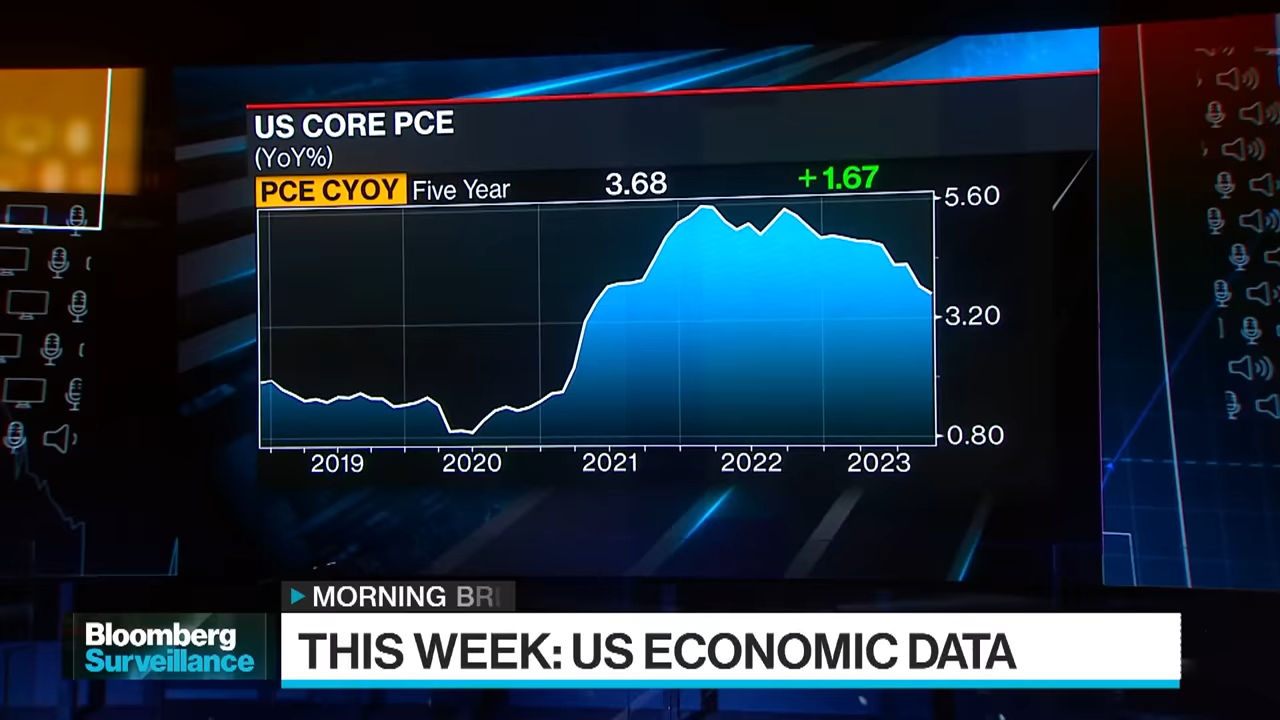 US CORE PCE
(YoY%)
PCE CYOY Five Year 3.68 +1.67
5.60
3.20
0.80
2019 2020 2021 2022 2023
MORNING BRI
Bloomberg
Surveillance
THIS WEEK: US ECONOMIC DATA